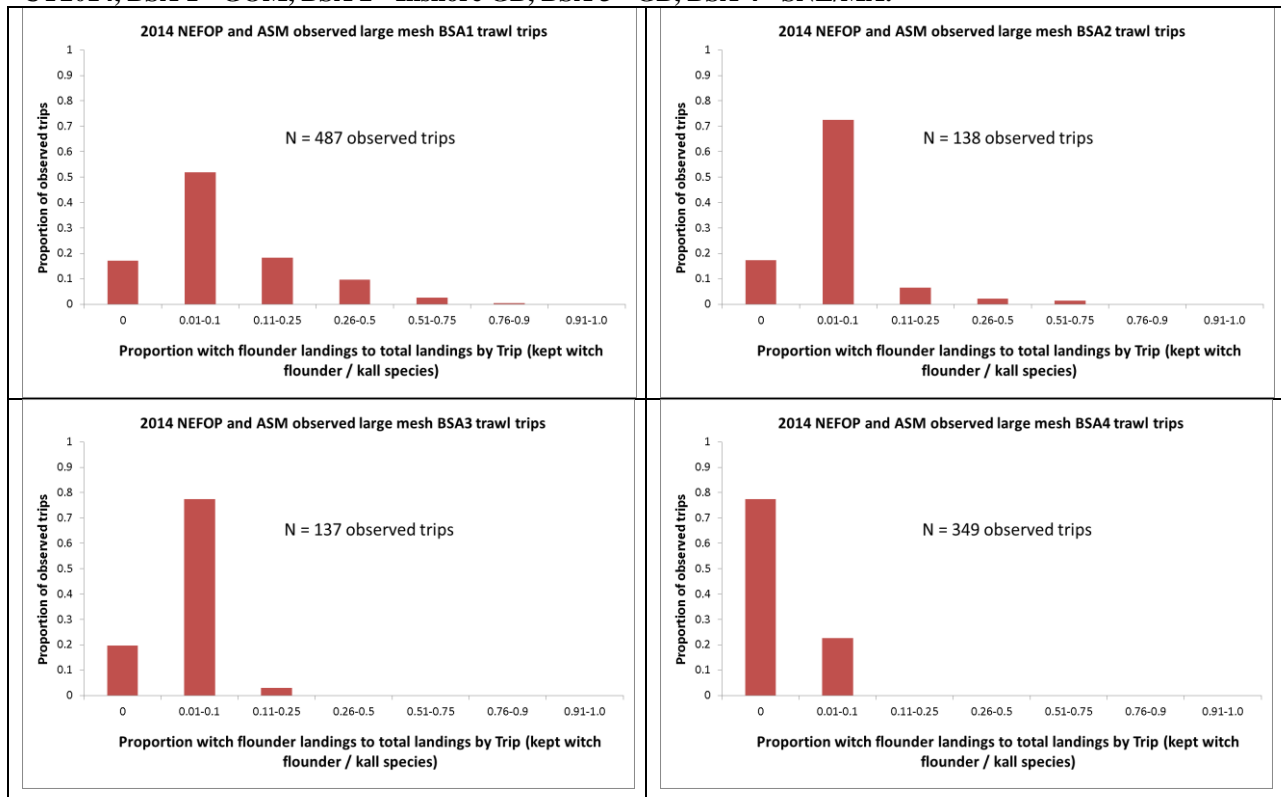 CY2014, BSA 1 = GOM, BSA 2 = Inshore GB, BSA 3 = GB, BSA 4 = SNE/MA.
2014 NEFOP and ASM observed large mesh BSA1 trawl trips
Proportion of observed trips
1
0.9
0.8
0.7
0.6
0.5
0.4
0.3
0.2
0.1
0
N = 487 observed trips
0 0.01-0.1 0.11-0.25 0.26-0.5 0.51-0.75 0.76-0.9 0.91-1.0
Proportion witch flounder landings to total landings by Trip (kept witch
flounder / kall species)
2014 NEFOP and ASM observed large mesh BSA2 trawl trips
Proportion of observed trips
1
0.9
0.8
0.7
0.6
0.5
0.4
0.3
0.2
0.1
0
N = 138 observed trips
0 0.01-0.1 0.11-0.25 0.26-0.5 0.51-0.75 0.76-0.9 0.91-1.0
Proportion witch flounder landings to total landings by Trip (kept witch
flounder / kall species)
2014 NEFOP and ASM observed large mesh BSA3 trawl trips
Proportion of observed trips
1
0.9
0.8
0.7
0.6
0.5
0.4
0.3
0.2
0.1
0
N = 137 observed trips
0 0.01-0.1 0.11-0.25 0.26-0.5 0.51-0.75 0.76-0.9 0.91-1.0
Proportion witch flounder landings to total landings by Trip (kept witch
flounder / kall species)
2014 NEFOP and ASM observed large mesh BSA4 trawl trips
Proportion of observed trips
1
0.9
0.8
0.7
0.6
0.5
0.4
0.3
0.2
0.1
0
N = 349 observed trips
0 0.01-0.1 0.11-0.25 0.26-0.5 0.51-0.75 0.76-0.9 0.91-1.0
Proportion witch flounder landings to total landings by Trip (kept witch
flounder / kall species)